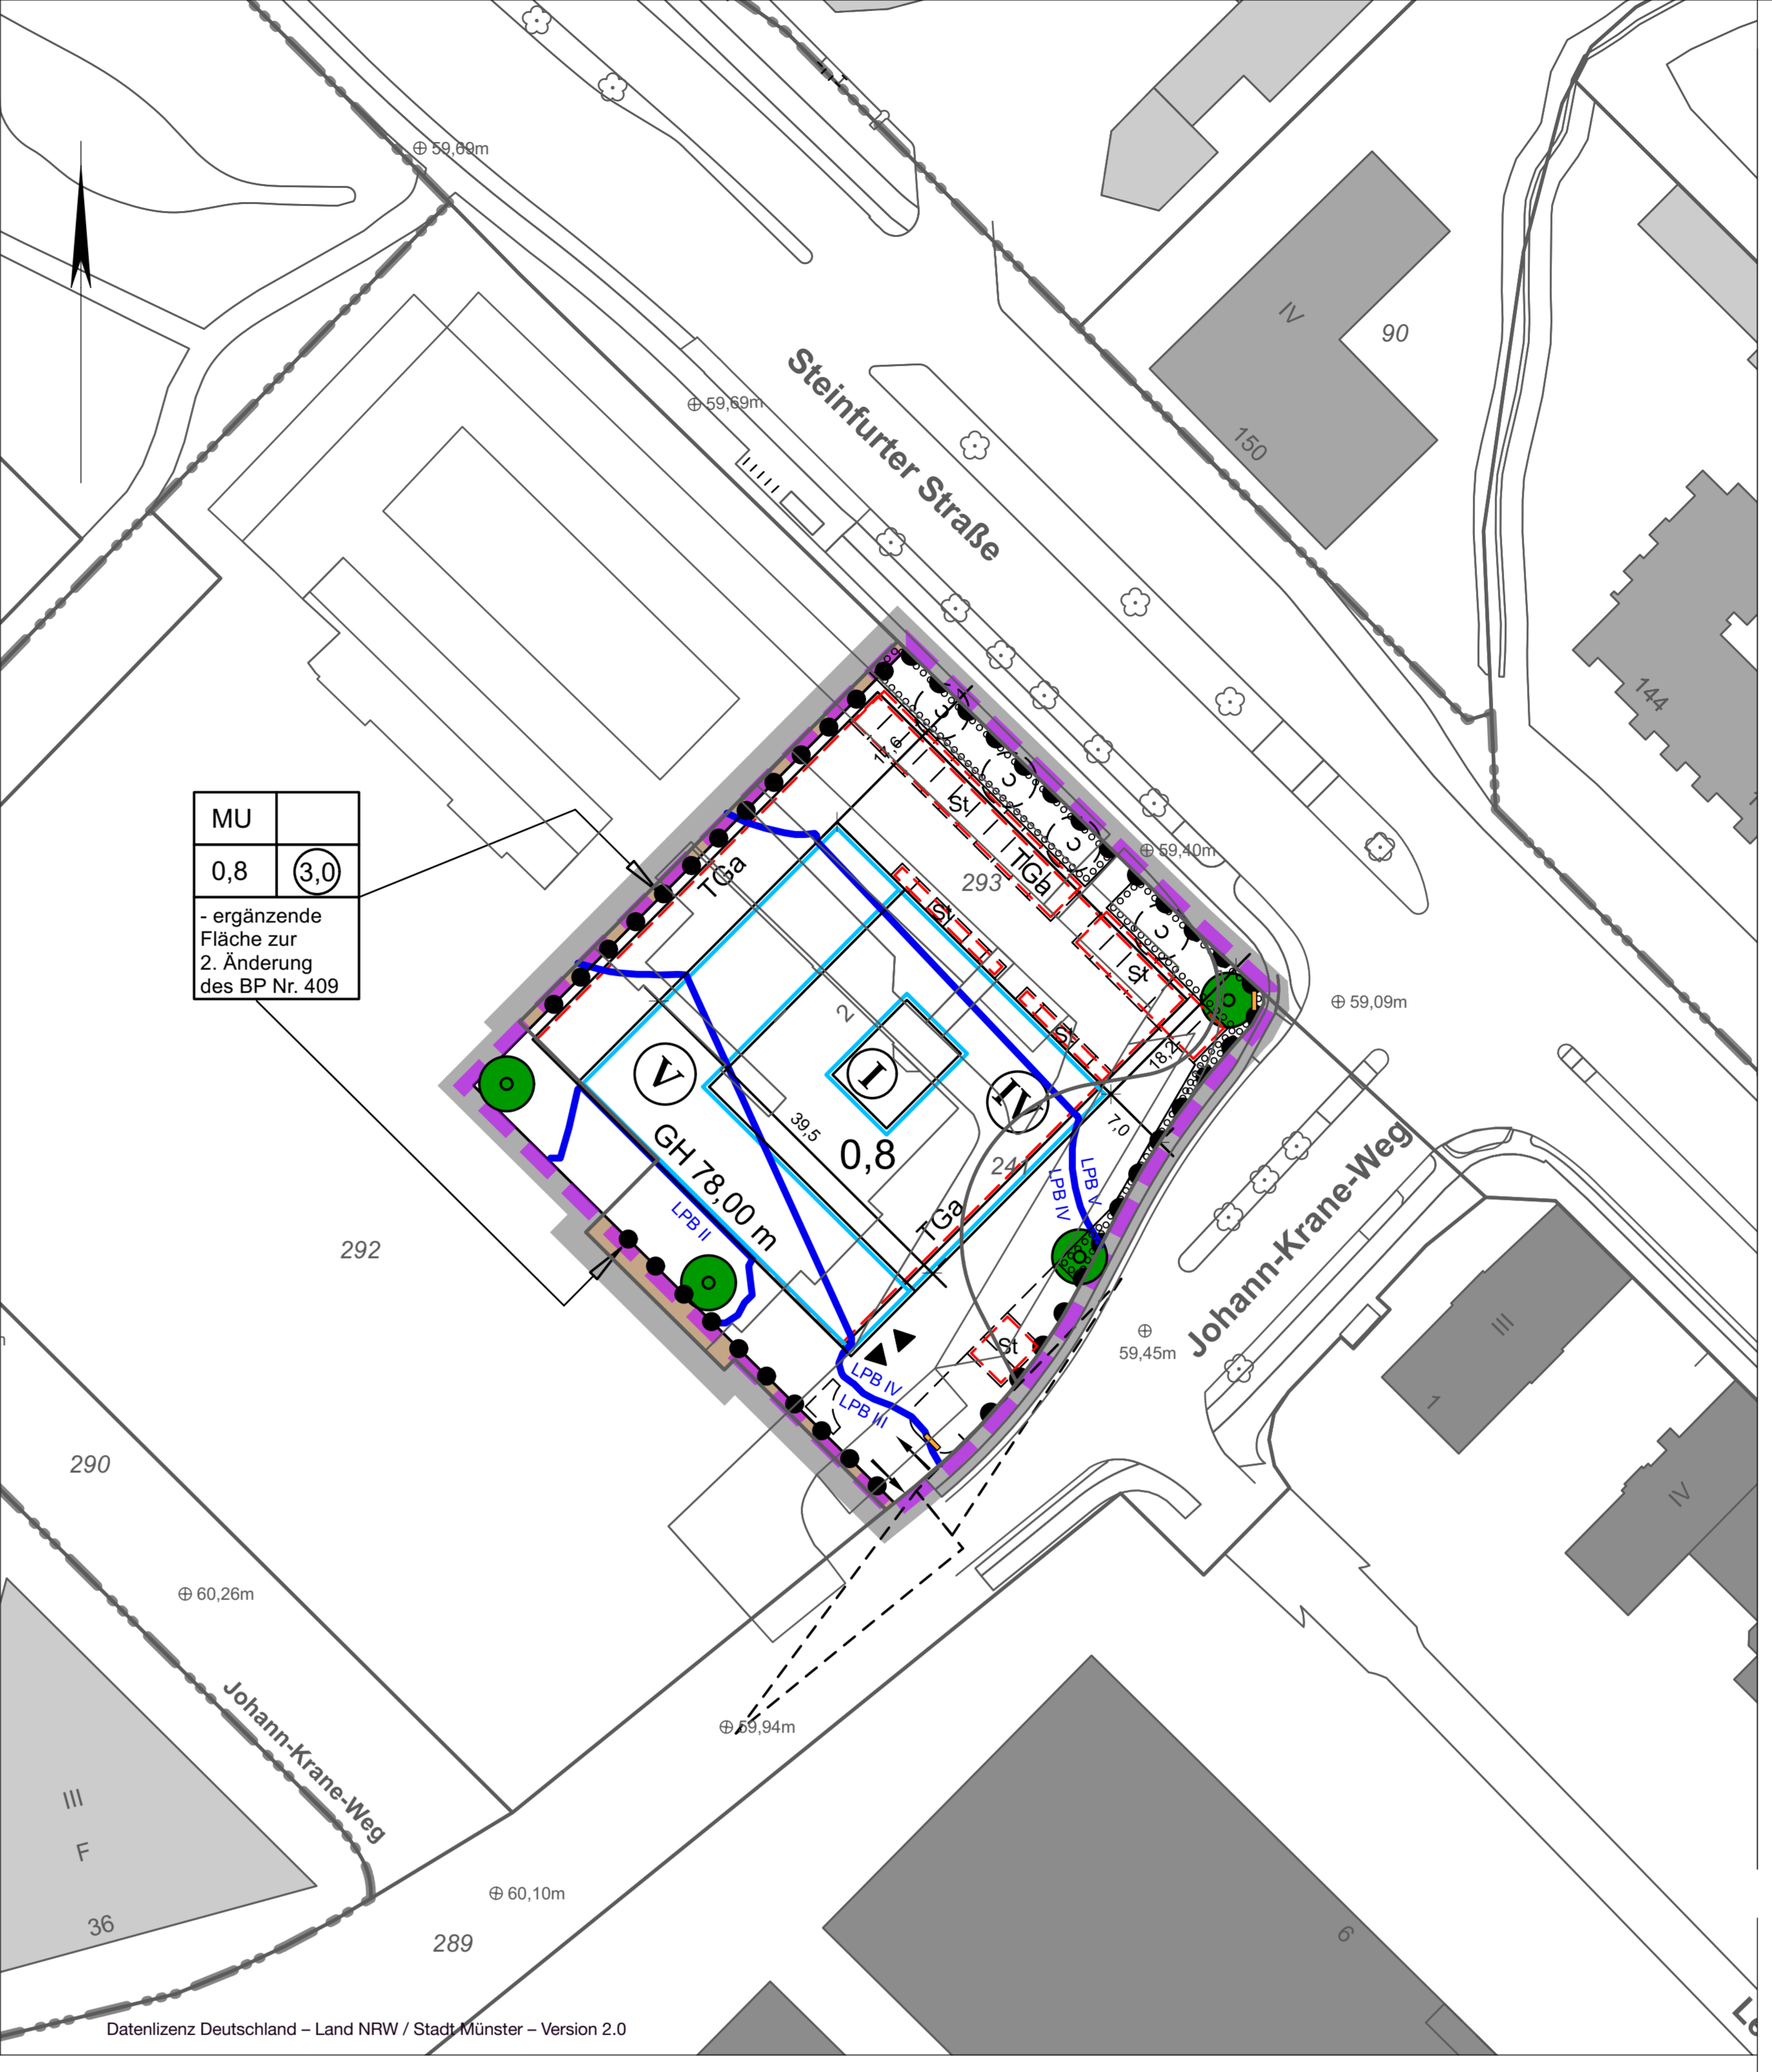 59,69m
IV
90
59,69m
Steinfurter Straße
150
144
MU
0,8
3,0
- ergänzende
Fläche zur
2. Änderung
des BP Nr. 409
TGa
St
TGa
293
59,40m
St
St
St
59,09m
2
V
I
IV
18,2
7,0
39,5
0,8
241
GH 78,00 m
LPB II
LPB IV
LPB V
TGa
292
Johann-Krane-Weg
St
59,45m
III
1
LPB IV
LPB III
290
IV
60,26m
Johann-Krane-Weg
59,94m
III
F
36
60,10m
289
6
Datenlizenz Deutschland – Land NRW / Stadt Münster – Version 2.0